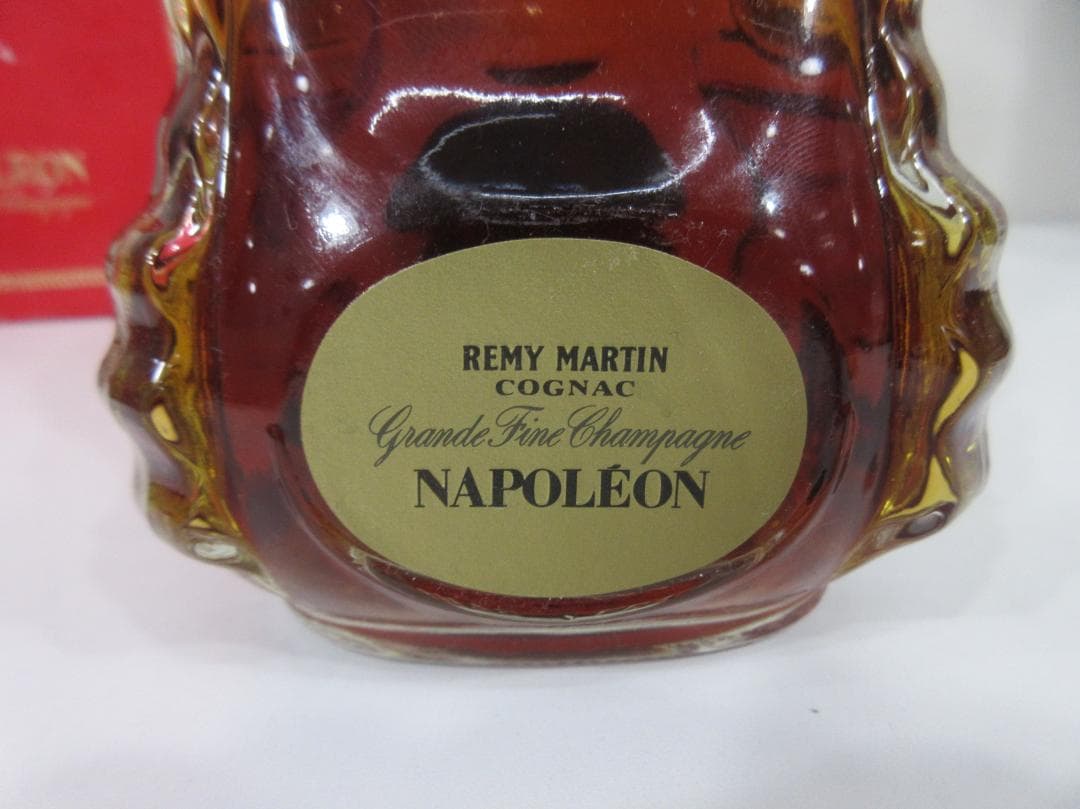 REMY MARTIN
COGNAC
Grande Fine Champagne
NAPOLÉON